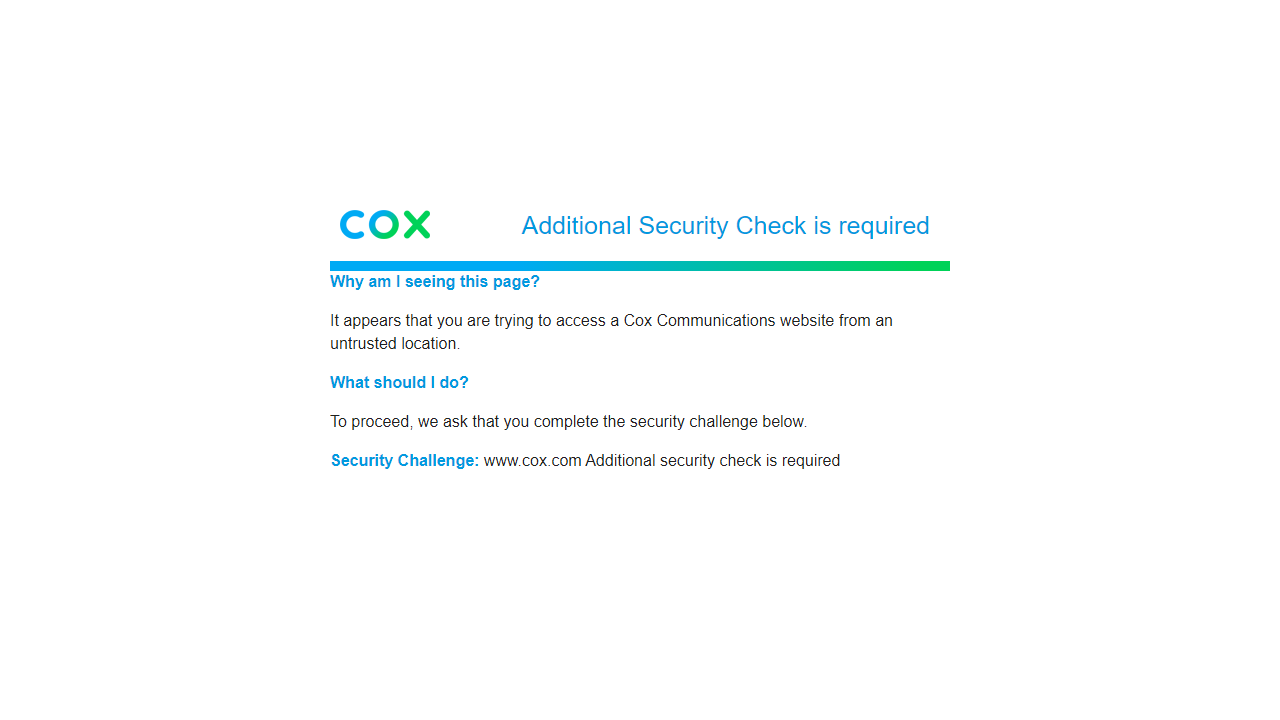 cox
Additional Security Check is required
Why am I seeing this page?
It appears that you are trying to access a Cox Communications website from an
untrusted location.
What should I do?
To proceed, we ask that you complete the security challenge below.
Security Challenge: www.cox.com Additional security check is required